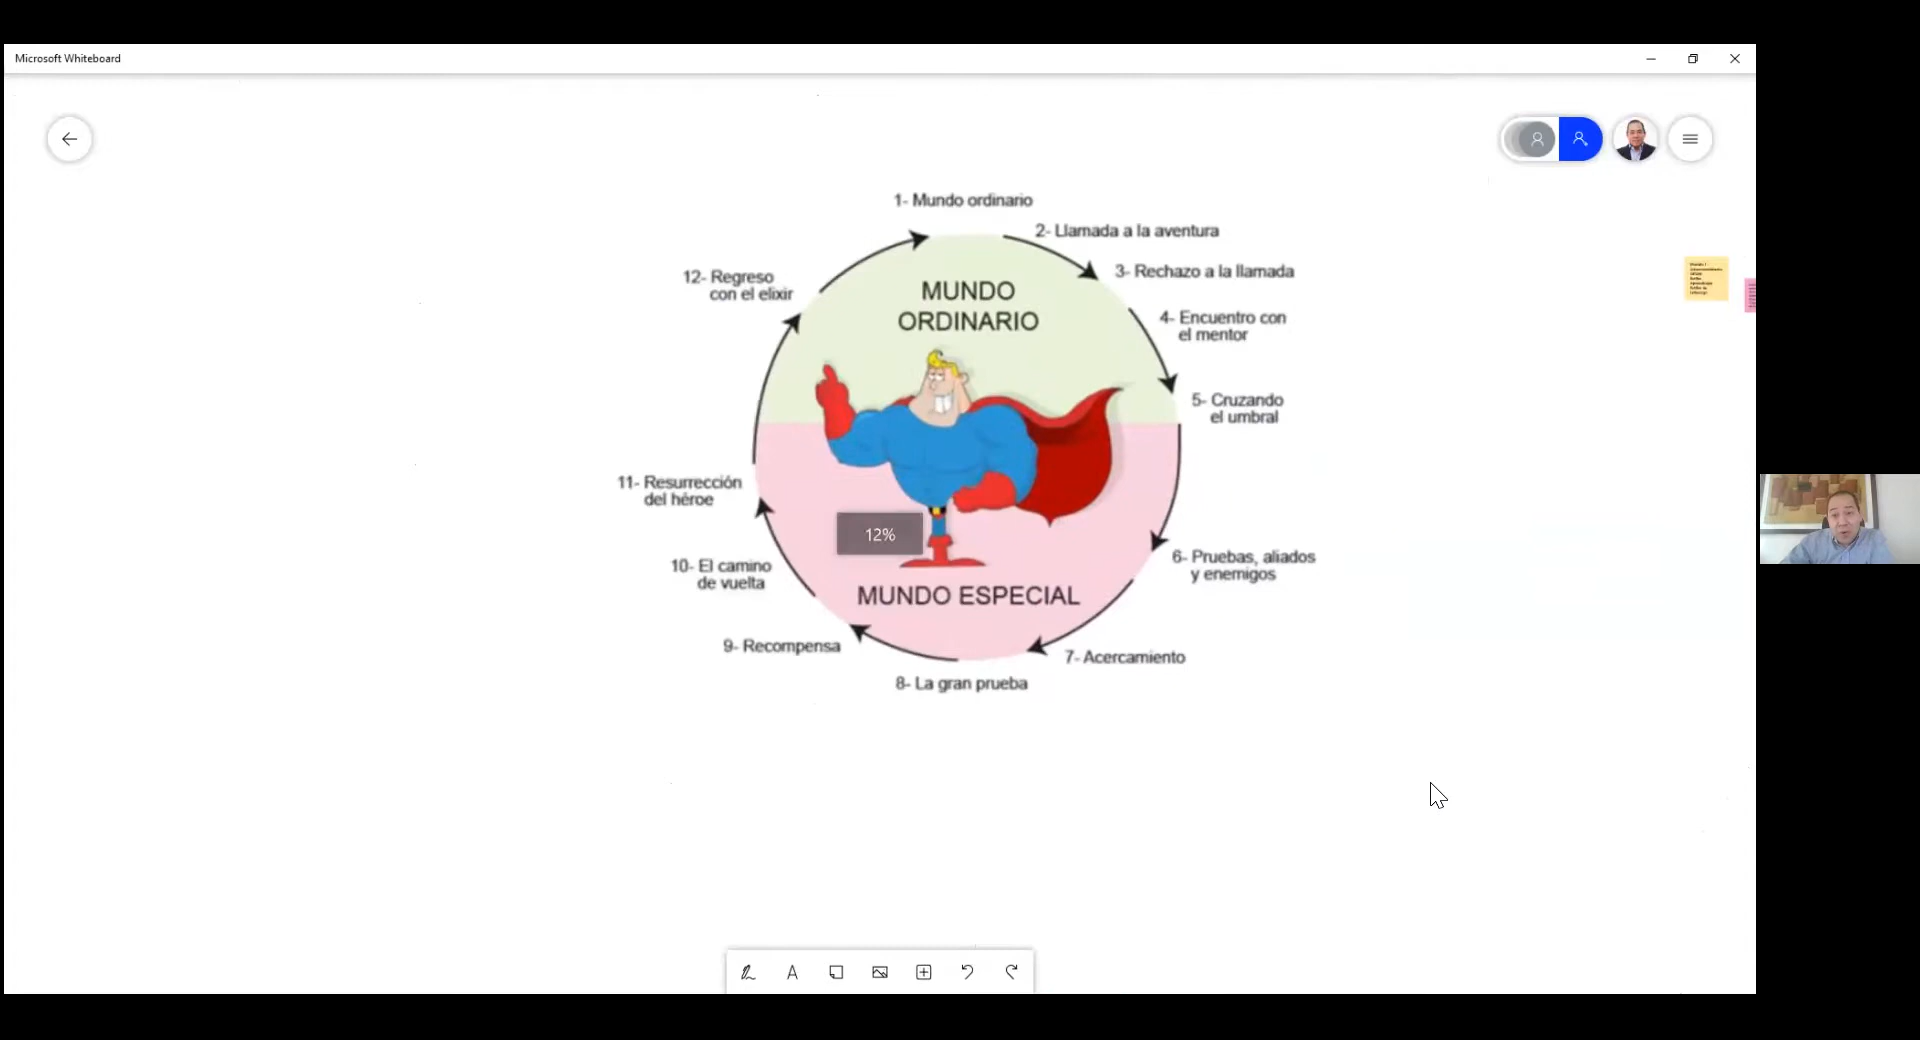 Microsoft Whiteboard
1- Mundo ordinario
2- Llamada a la aventura
3- Rechazo a la llamada
4- Encuentro con
el mentor
5- Cruzando
el umbral
6- Pruebas, aliados
y enemigos
7- Acercamiento
8- La gran prueba
9- Recompensa
10- El camino
de vuelta
11- Resurrección
del héroe
12- Regreso
con el elixir
MUNDO
ORDINARIO
12%
MUNDO ESPECIAL